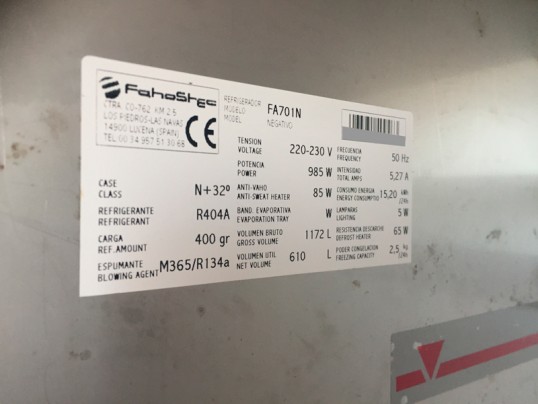 FahoStec
CTRA. CO-762 KM 2.5
LOS PIEDROS-LAS NAVAS
14900 LUCENA (SPAIN)
TEL 00 34 957 51 30 68
CE
REFRIGERADOR
MODELO
MODEL
FA701N
NEGATIVO
TENSION
VOLTAGE
220-230 V
FRECUENCIA
FREQUENCY
50 Hz
POTENCIA
POWER
985 W
INTENSIDAD
TOTAL AMPS
5,27 A
CASE
CLASS
N+32º
ANTI-VAHO
ANTI-SWEAT HEATER
85 W
CONSUMO ENERGIA
ENERGY CONSUMPTIO
15,20 kWh
/24h
REFRIGERANTE
REFRIGERANT
R404A
BAND. EVAPORATIVA
EVAPORATION TRAY
W
LAMPARAS
LIGHTING
5 W
CARGA
REF.AMOUNT
400 gr
VOLUMEN BRUTO
GROSS VOLUME
1172 L
RESISTENCIA DESCARCHE
DEFROST HEATER
65 W
ESPUMANTE
BLOWING AGENT
M365/R134a
VOLUMEN UTIL
NET VOLUME
610 L
PODER CONGELACION
FREEZING CAPACITY
2,5 kg
/24h